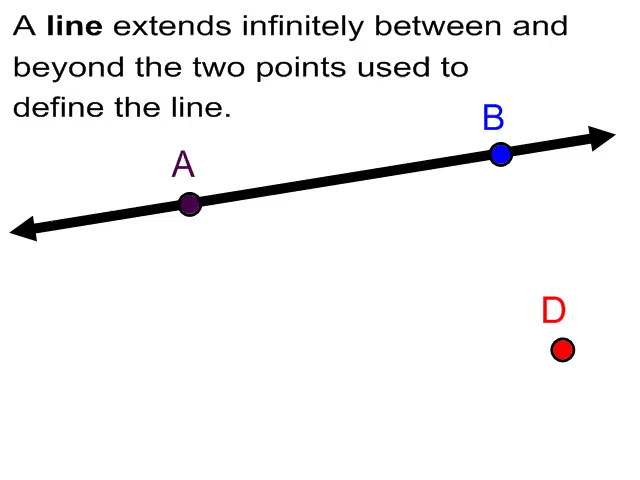 A line extends infinitely between and
beyond the two points used to
define the line.
B
A
D